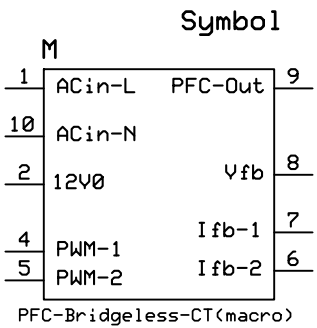 Symbol
M
1 ACin-L PFC-Out 9
10 ACin-N
2 12V0 Vfb 8
Ifb-1 7
4 PWM-1
5 PWM-2 Ifb-2 6
PFC-Bridgeless-CT(macro)